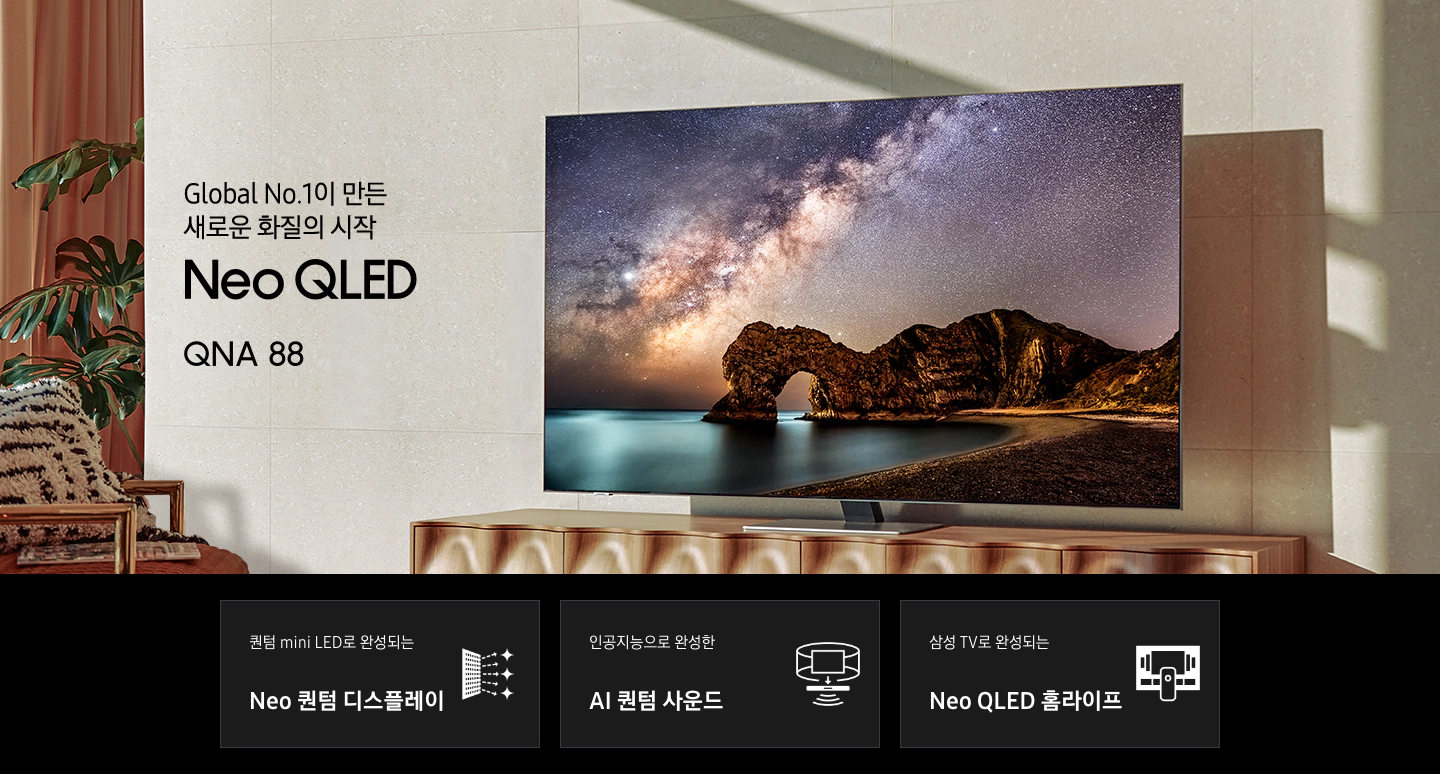 Global No.1이 만든
새로운 화질의 시작
Neo QLED
QNA 88
퀀텀 mini LED로 완성되는
Neo 퀀텀 디스플레이
인공지능으로 완성한
AI 퀀텀 사운드
삼성 TV로 완성되는
Neo QLED 홈라이프